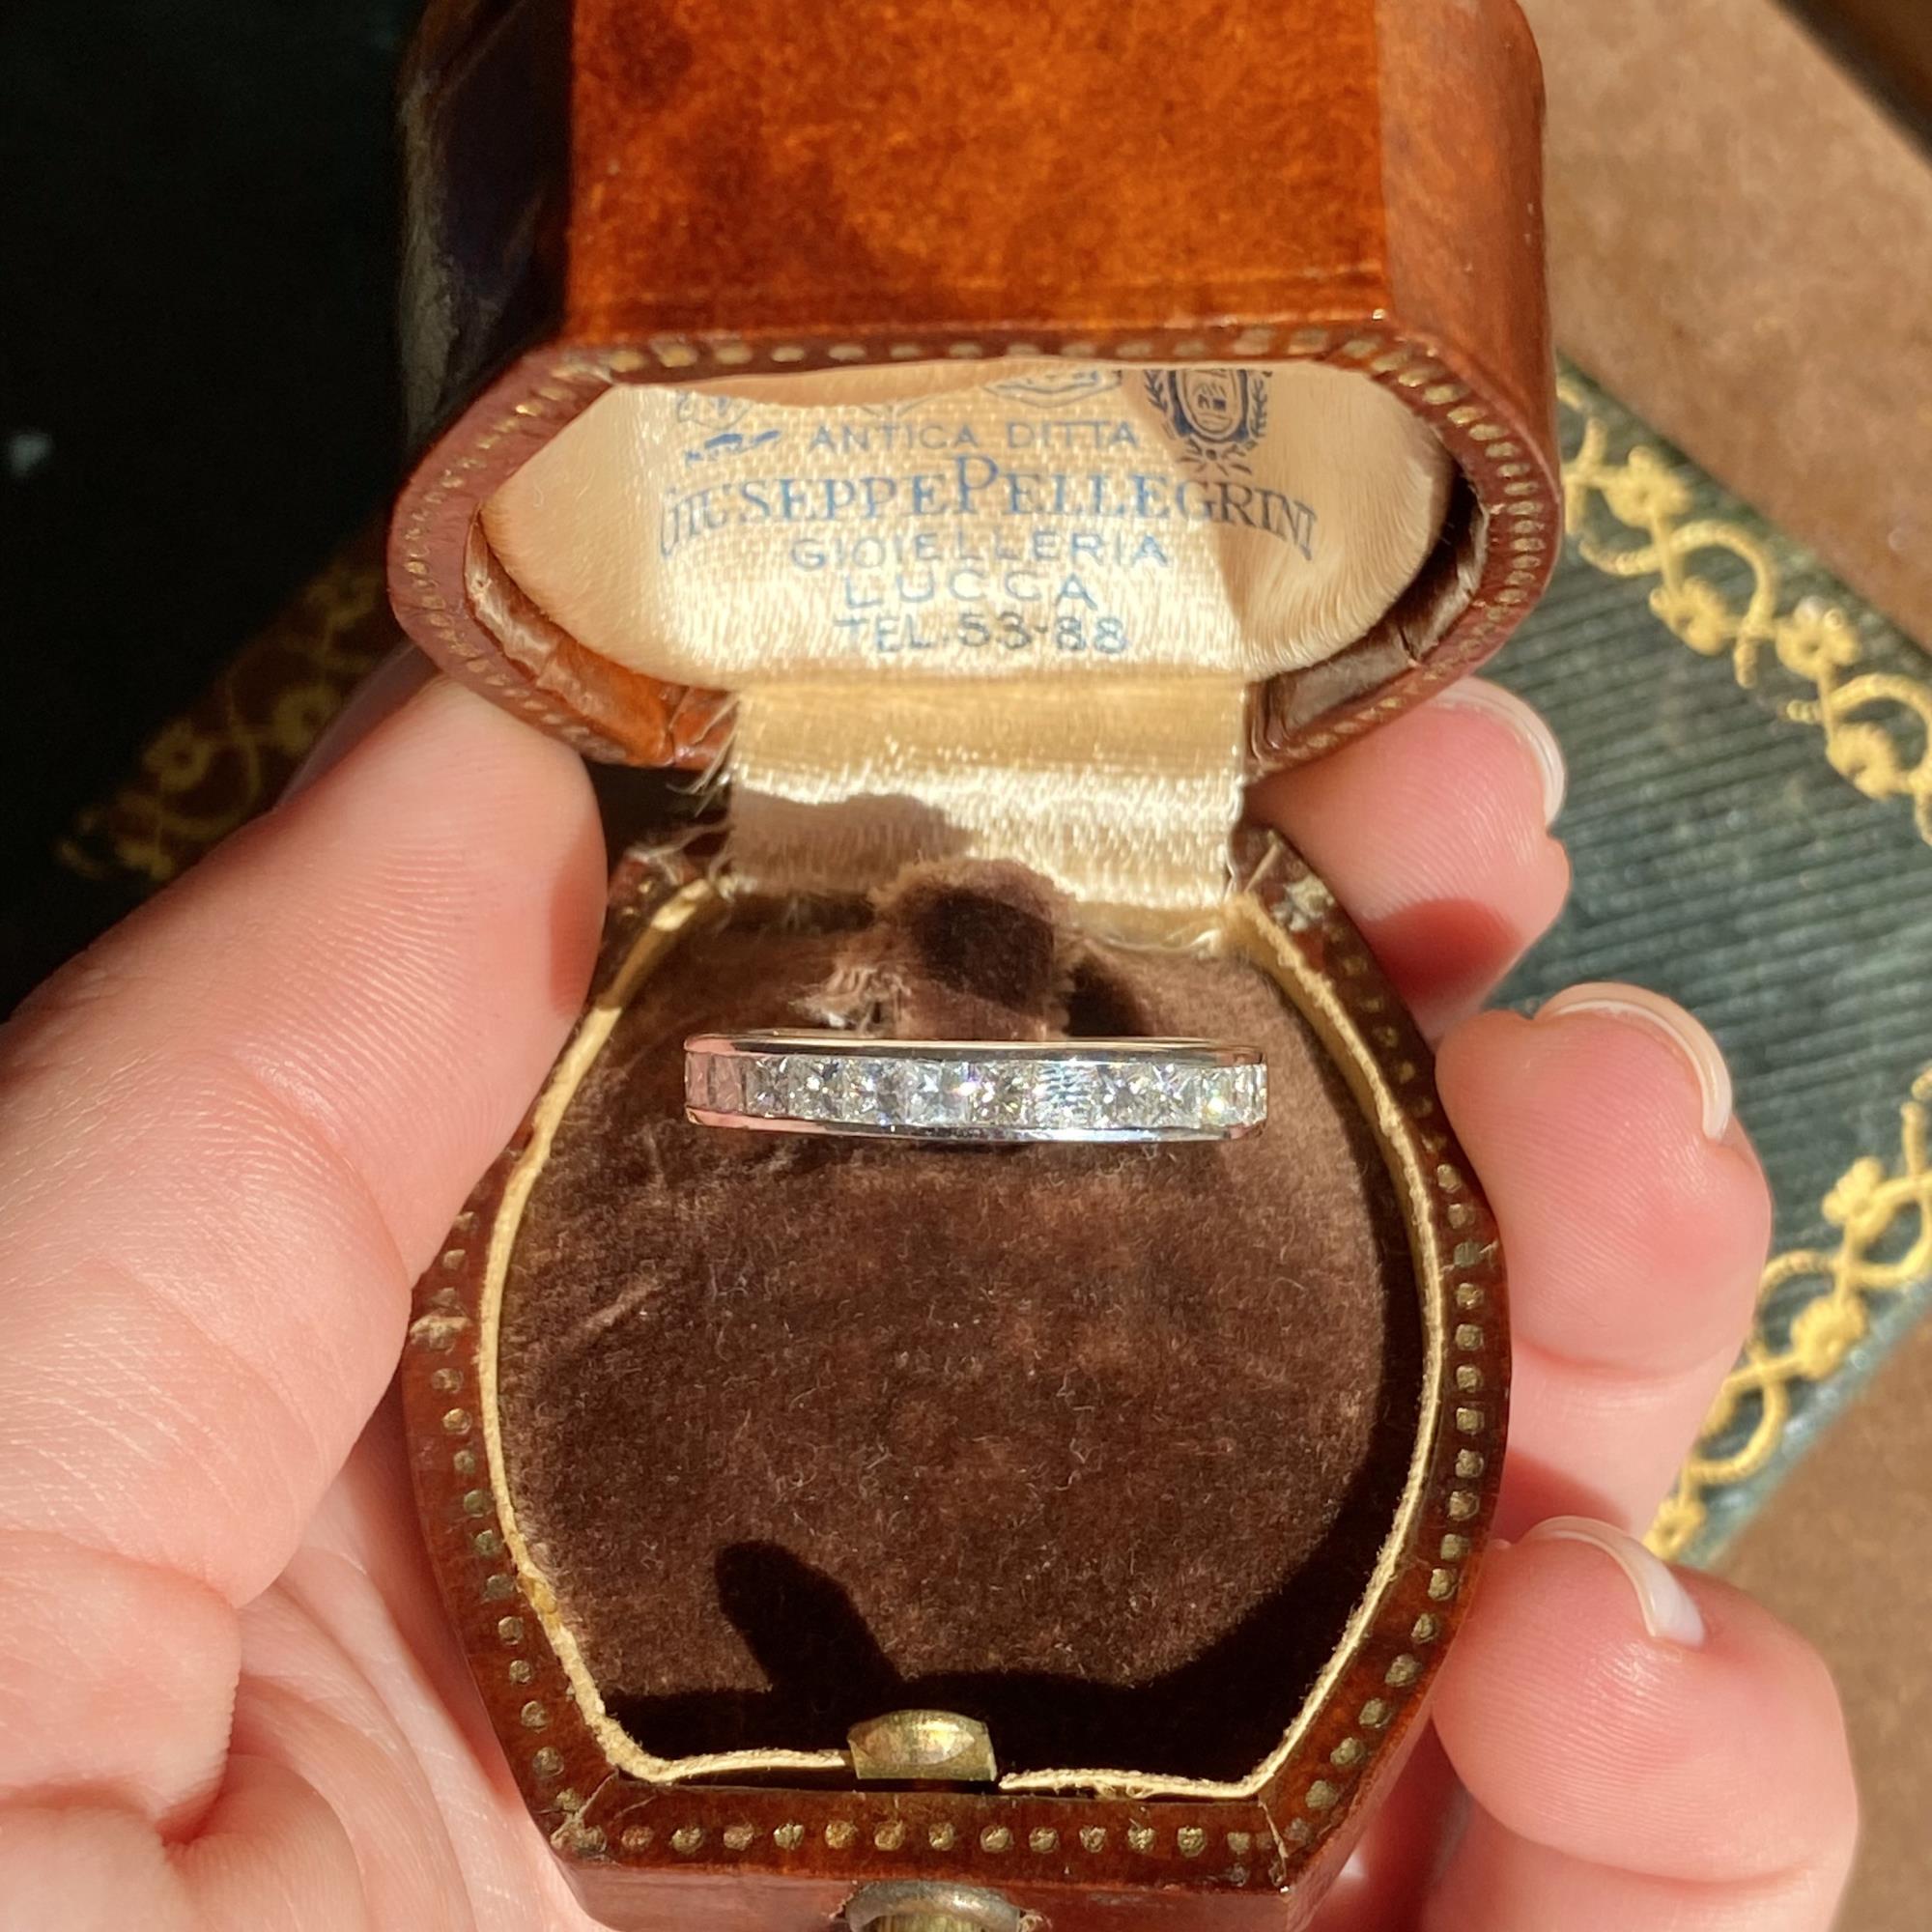 ANTICA DITTA
GIUSEPPE PELLEGRINI
GIOIELLERIA
LUCCA
TEL. 53-88